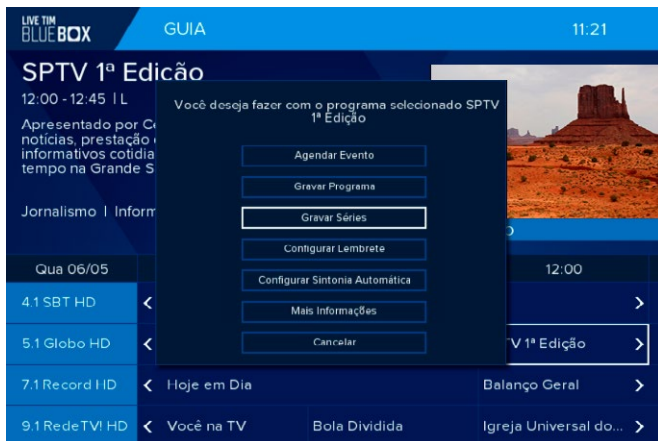 LIVE TIM
BLUEBOX
GUIA
11:21
SPTV 1ª Edição
12:00 - 12:45 | L
Apresentado por
notícias, prestação
informativos
tempo na Grande S
Jornalismo | Inform
Você deseja fazer com o programa selecionado SPTV
1ª Edição
Agendar Evento
Gravar Programa
Gravar Séries
Configurar Lembrete
Configurar Sintonia Automática
Mais Informações
Cancelar
Qua 06/05
12:00
4.1 SBT HD
5.1 Globo HD
V 1ª Edição
7.1 Record HD
Hoje em Dia
Balanço Geral
9.1 RedeTV! HD
Você na TV
Bola Dividida
Igreja Universal do...